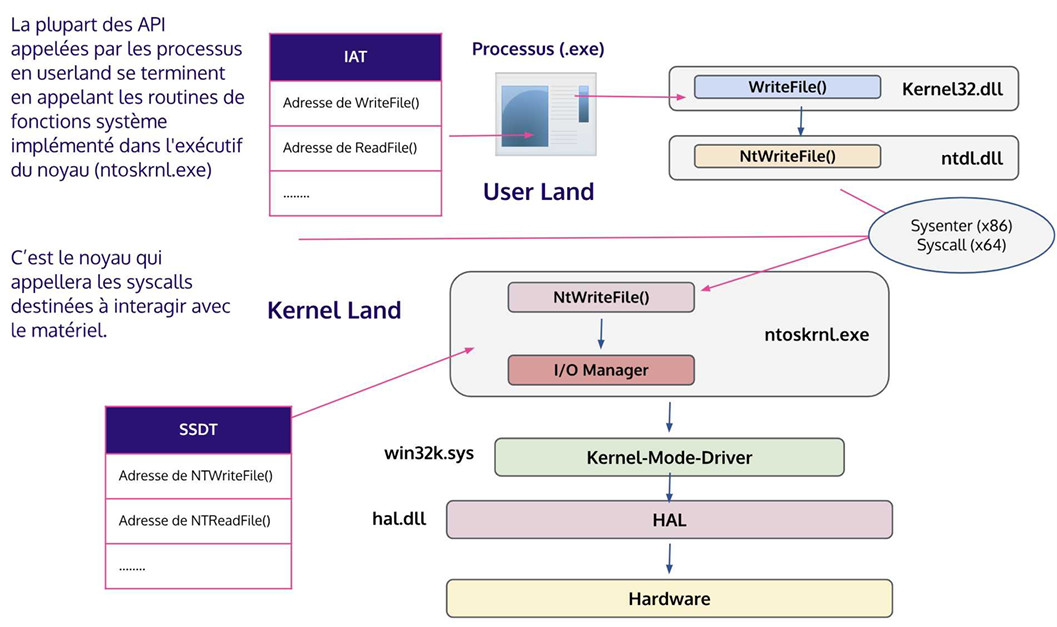 La plupart des API
appelées par les processus
en userland se terminent
en appelant les routines de
fonctions système
implémenté dans l'exécutif
du noyau (ntoskrnl.exe)
IAT
Adresse de WriteFile()
Adresse de ReadFile()
........
Processus (.exe)
User Land
WriteFile()
Kernel32.dll
NtWriteFile()
ntdl.dll
Sysenter (x86)
Syscall (x64)
C'est le noyau qui
appellera les syscalls
destinées à interagir avec
le matériel.
Kernel Land
NtWriteFile()
ntoskrnl.exe
I/O Manager
SSDT
Adresse de NTWriteFile()
Adresse de NTReadFile()
........
win32k.sys
Kernel-Mode-Driver
hal.dll
HAL
Hardware